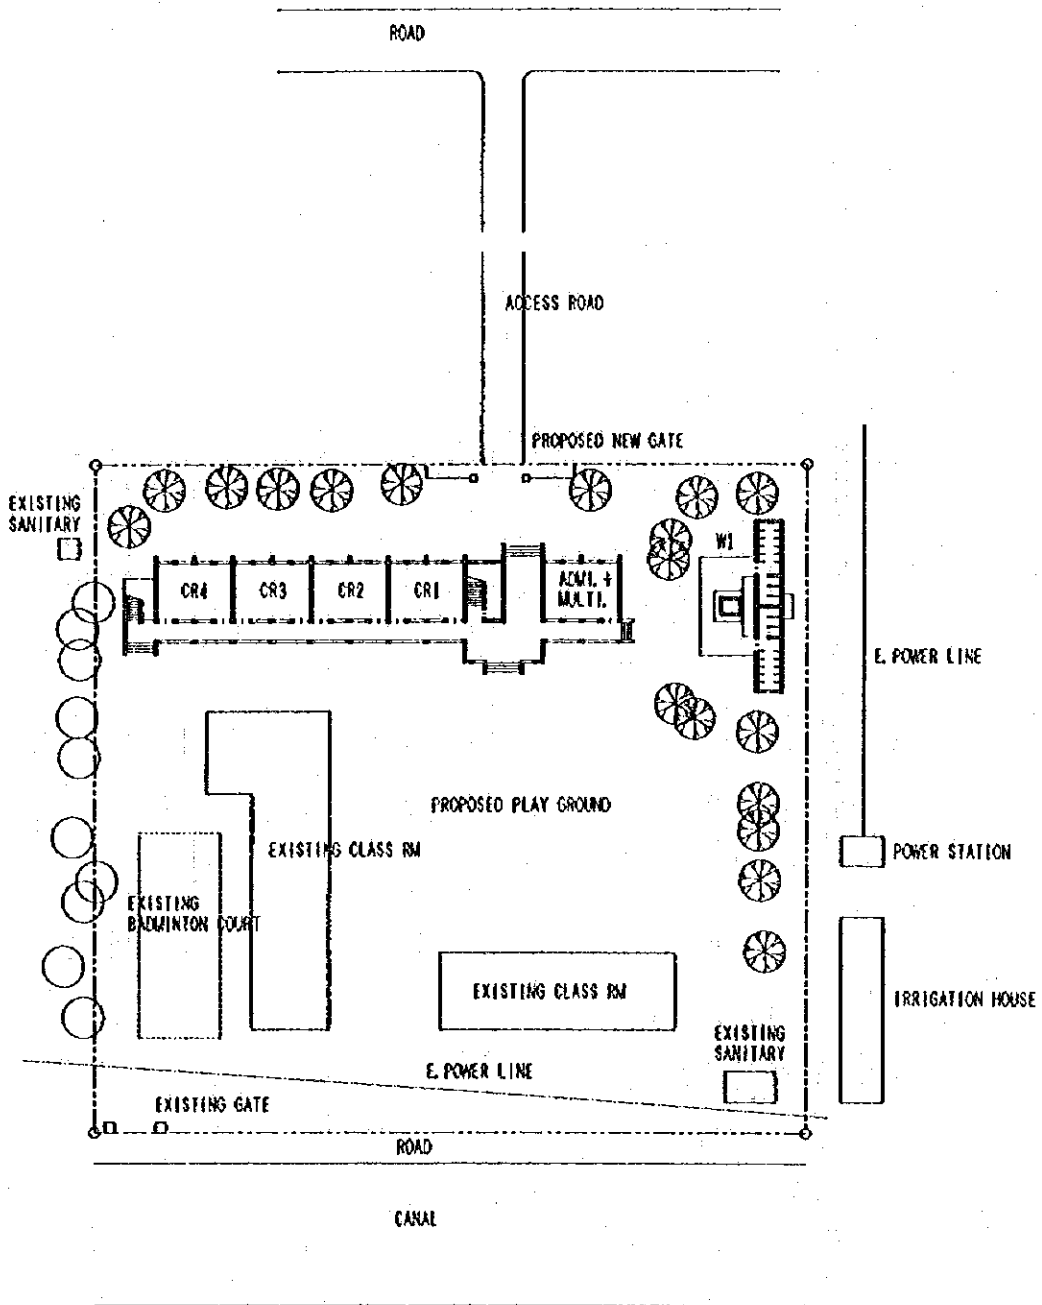 ROAD
ACCESS ROAD
PROPOSED NEW GATE
EXISTING
SANITARY
W1
CR4
CR3
CR2
CR1
ADMI. +
MULTI.
E. POWER LINE
PROPOSED PLAY GROUND
EXISTING CLASS RM
POWER STATION
EXISTING
BADMINTON COURT
EXISTING CLASS RM
IRRIGATION HOUSE
EXISTING
SANITARY
E. POWER LINE
EXISTING GATE
ROAD
CANAL